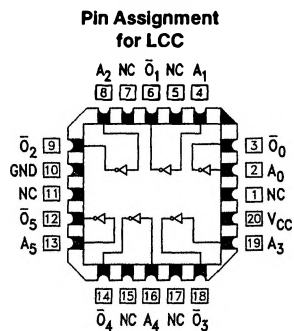 Pin Assignment
for LCC
A₂ NC Ō₁ NC A₁
8 7 6 5 4
Ō₂ 9
GND 10
NC 11
Ō₅ 12
A₅ 13
3 Ō₀
2 A₀
1 NC
20 V_CC
19 A₃
14 15 16 17 18
Ō₄ NC A₄ NC Ō₃